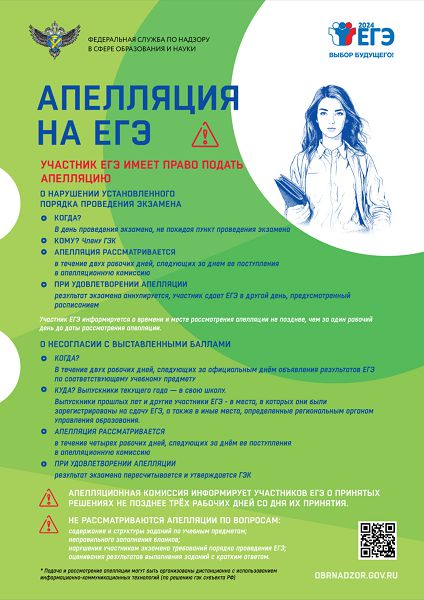 ФЕДЕРАЛЬНАЯ СЛУЖБА ПО НАДЗОРУ
В СФЕРЕ ОБРАЗОВАНИЯ И НАУКИ
2024
ЕГЭ
ВЫБОР БУДУЩЕГО!
АПЕЛЛЯЦИЯ
НА ЕГЭ
УЧАСТНИК ЕГЭ ИМЕЕТ ПРАВО ПОДАТЬ
АПЕЛЛЯЦИЮ
О НАРУШЕНИИ УСТАНОВЛЕННОГО
ПОРЯДКА ПРОВЕДЕНИЯ ЭКЗАМЕНА
КОГДА?
В день проведения экзамена, не покидая пункт проведения экзамена
КОМУ? Члену ГЭК
АПЕЛЛЯЦИЯ РАССМАТРИВАЕТСЯ
в течение двух рабочих дней, следующих за днем ее поступления
в апелляционную комиссию
ПРИ УДОВЛЕТВОРЕНИИ АПЕЛЛЯЦИИ
результат экзамена аннулируется, участник сдает ЕГЭ в другой день, предусмотренный
расписанием
Участник ЕГЭ информируется о времени и месте рассмотрения апелляции не позднее, чем за один рабочий
день до даты рассмотрения апелляции.
О НЕСОГЛАСИИ С ВЫСТАВЛЕННЫМИ БАЛЛАМИ
КОГДА?
В течение двух рабочих дней, следующих за официальным днём объявления результатов ЕГЭ
по соответствующему учебному предмету
КУДА? Выпускники текущего года — в свою школу.
Выпускники прошлых лет и другие участники ЕГЭ - в места, в которых они были
зарегистрированы на сдачу ЕГЭ, а также в иные места, определенные региональным органом
управления образования.
АПЕЛЛЯЦИЯ РАССМАТРИВАЕТСЯ
в течение четырех рабочих дней, следующих за днём ее поступления
в апелляционную комиссию
ПРИ УДОВЛЕТВОРЕНИИ АПЕЛЛЯЦИИ
результат экзамена пересчитывается и утверждается ГЭК
АПЕЛЛЯЦИОННАЯ КОМИССИЯ ИНФОРМИРУЕТ УЧАСТНИКОВ ЕГЭ О ПРИНЯТЫХ
РЕШЕНИЯХ НЕ ПОЗДНЕЕ ТРЁХ РАБОЧИХ ДНЕЙ СО ДНЯ ИХ ПРИНЯТИЯ.
НЕ РАССМАТРИВАЮТСЯ АПЕЛЛЯЦИИ ПО ВОПРОСАМ:
содержания и структуры заданий по учебным предметам;
неправильного заполнения бланков;
нарушения участником экзамена требований порядка проведения ЕГЭ;
оценивания результатов выполнения заданий с кратким ответом.
* Подача и рассмотрение апелляции могут быть организованы дистанционно с использованием
информационно-коммуникационных технологий (по решению гэк субъекта РФ)
OBRNADZOR.GOV.RU